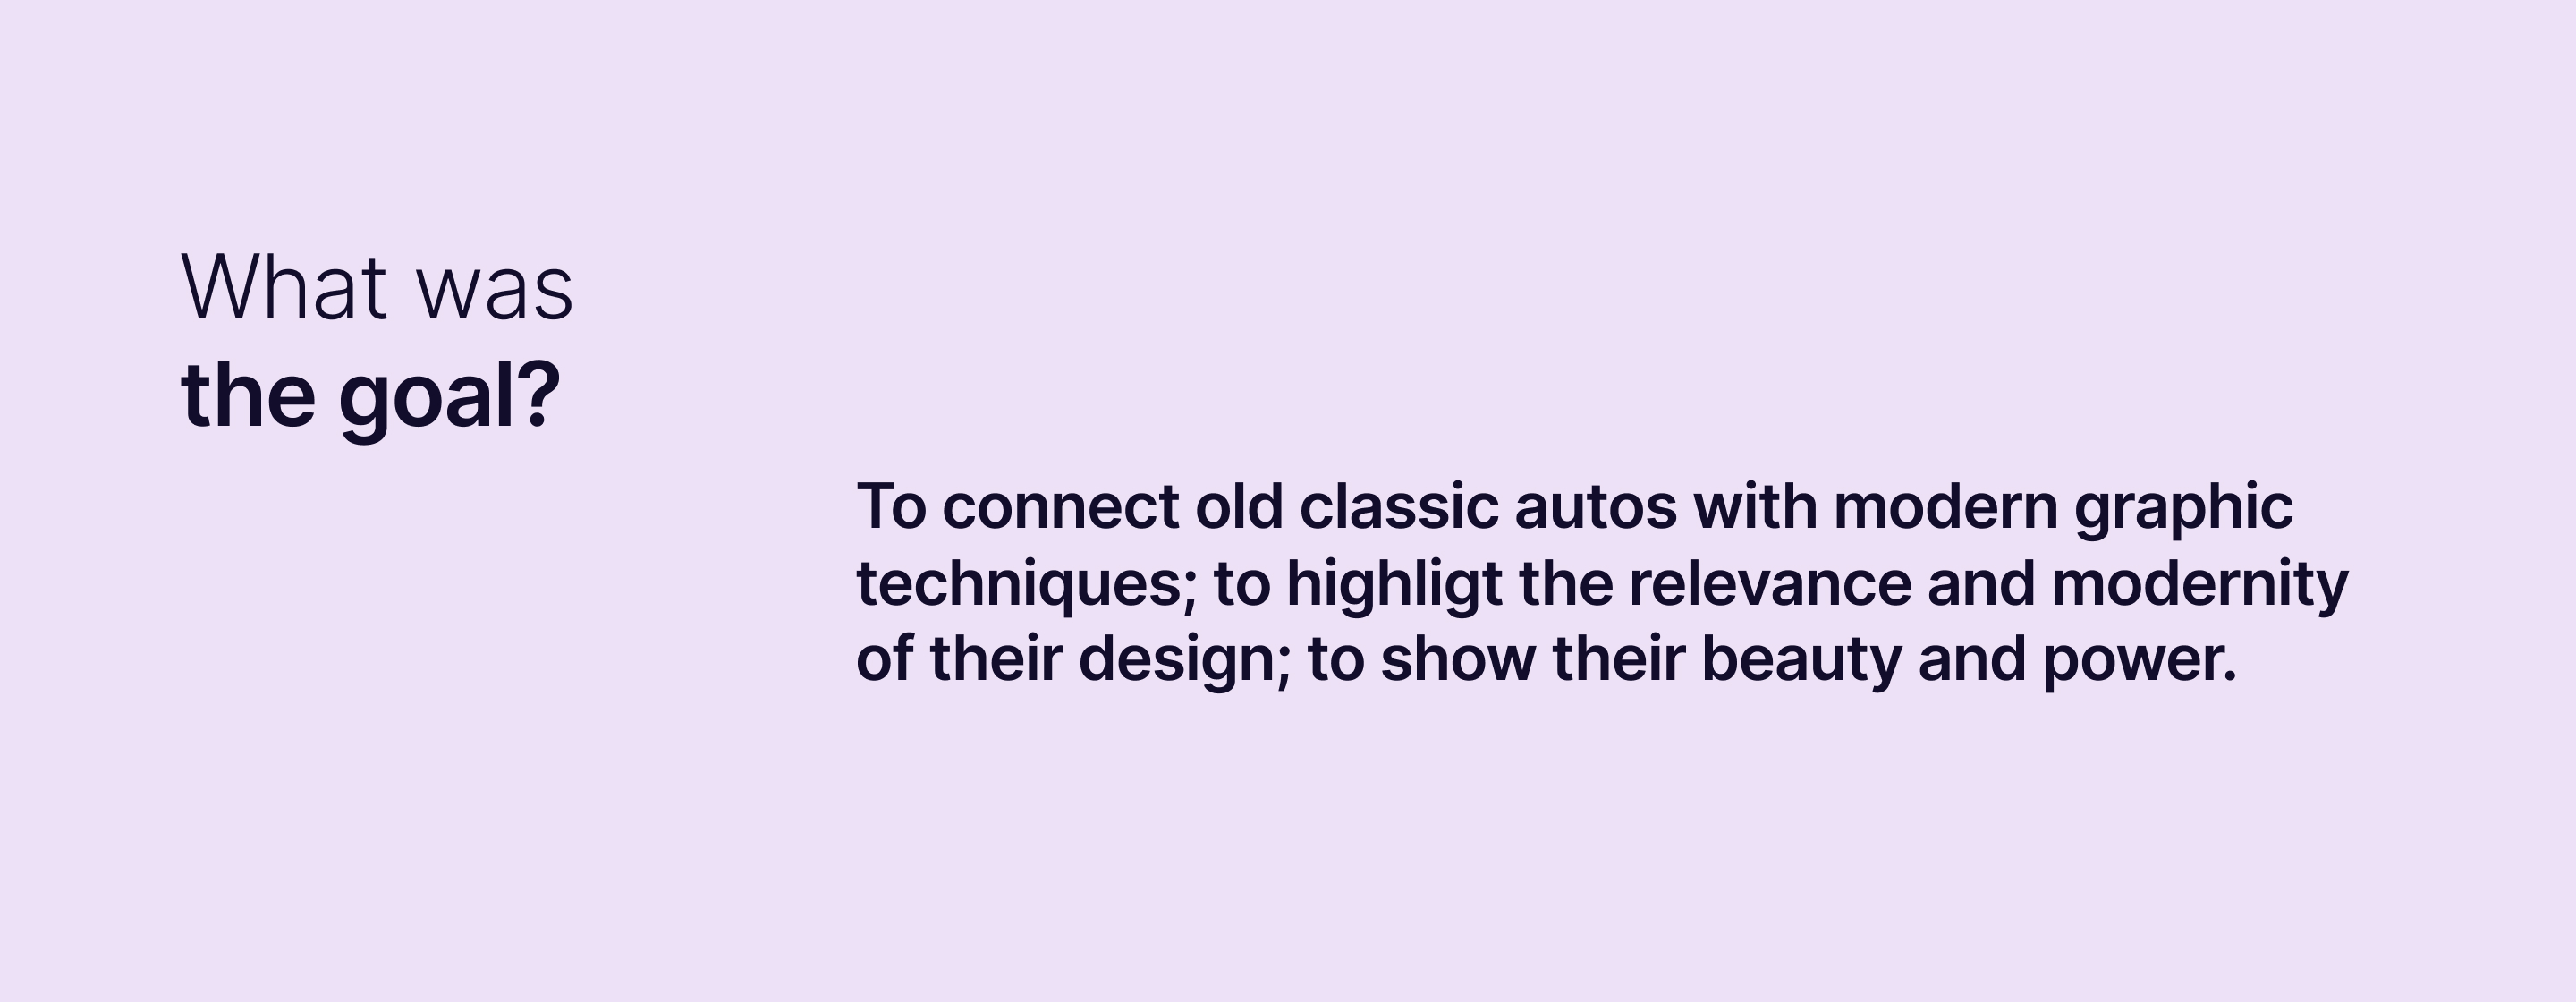 What was
the goal?
To connect old classic autos with modern graphic
techniques; to highligt the relevance and modernity
of their design; to show their beauty and power.